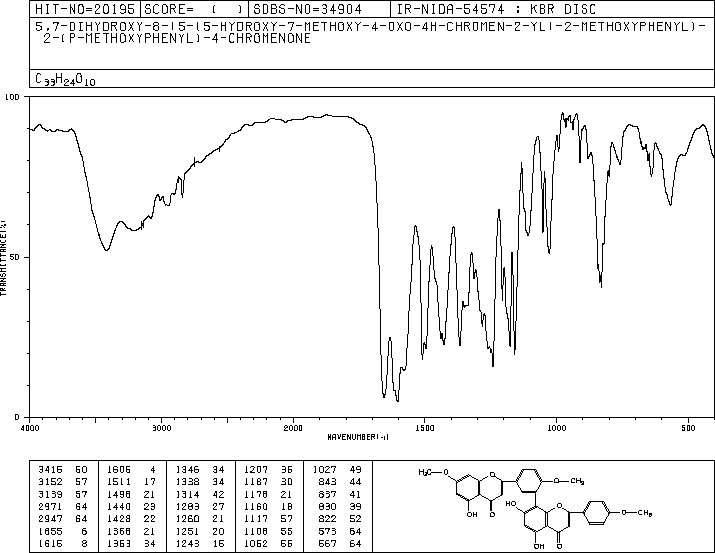 HIT-NO=20195 SCORE= ( ) SDBS-NO=34904 IR-NIDA-54574 : KBR DISC
5,7-DIHYDROXY-8-(5-(5-HYDROXY-7-METHOXY-4-OXO-4H-CHROMEN-2-YL)-2-METHOXYPHENYL)-
2-(P-METHOXYPHENYL)-4-CHROMENONE
C33H24O10
100
50
0
TRANSMITTANCE(%)
4000 3000 2000 1500 1000 500
WAVENUMBER(-1)
3415 60 1606 4 1346 34 1207 36 1027 49
3152 57 1511 17 1338 34 1187 30 843 44
3139 57 1498 21 1314 42 1178 21 837 41
2971 64 1440 23 1283 27 1160 18 830 39
2947 64 1428 22 1260 21 1117 57 822 52
1655 6 1368 21 1251 20 1108 55 573 64
1616 8 1363 34 1243 16 1052 56 567 64
H3C O O O CH3
OH O HO O O CH3
OH O